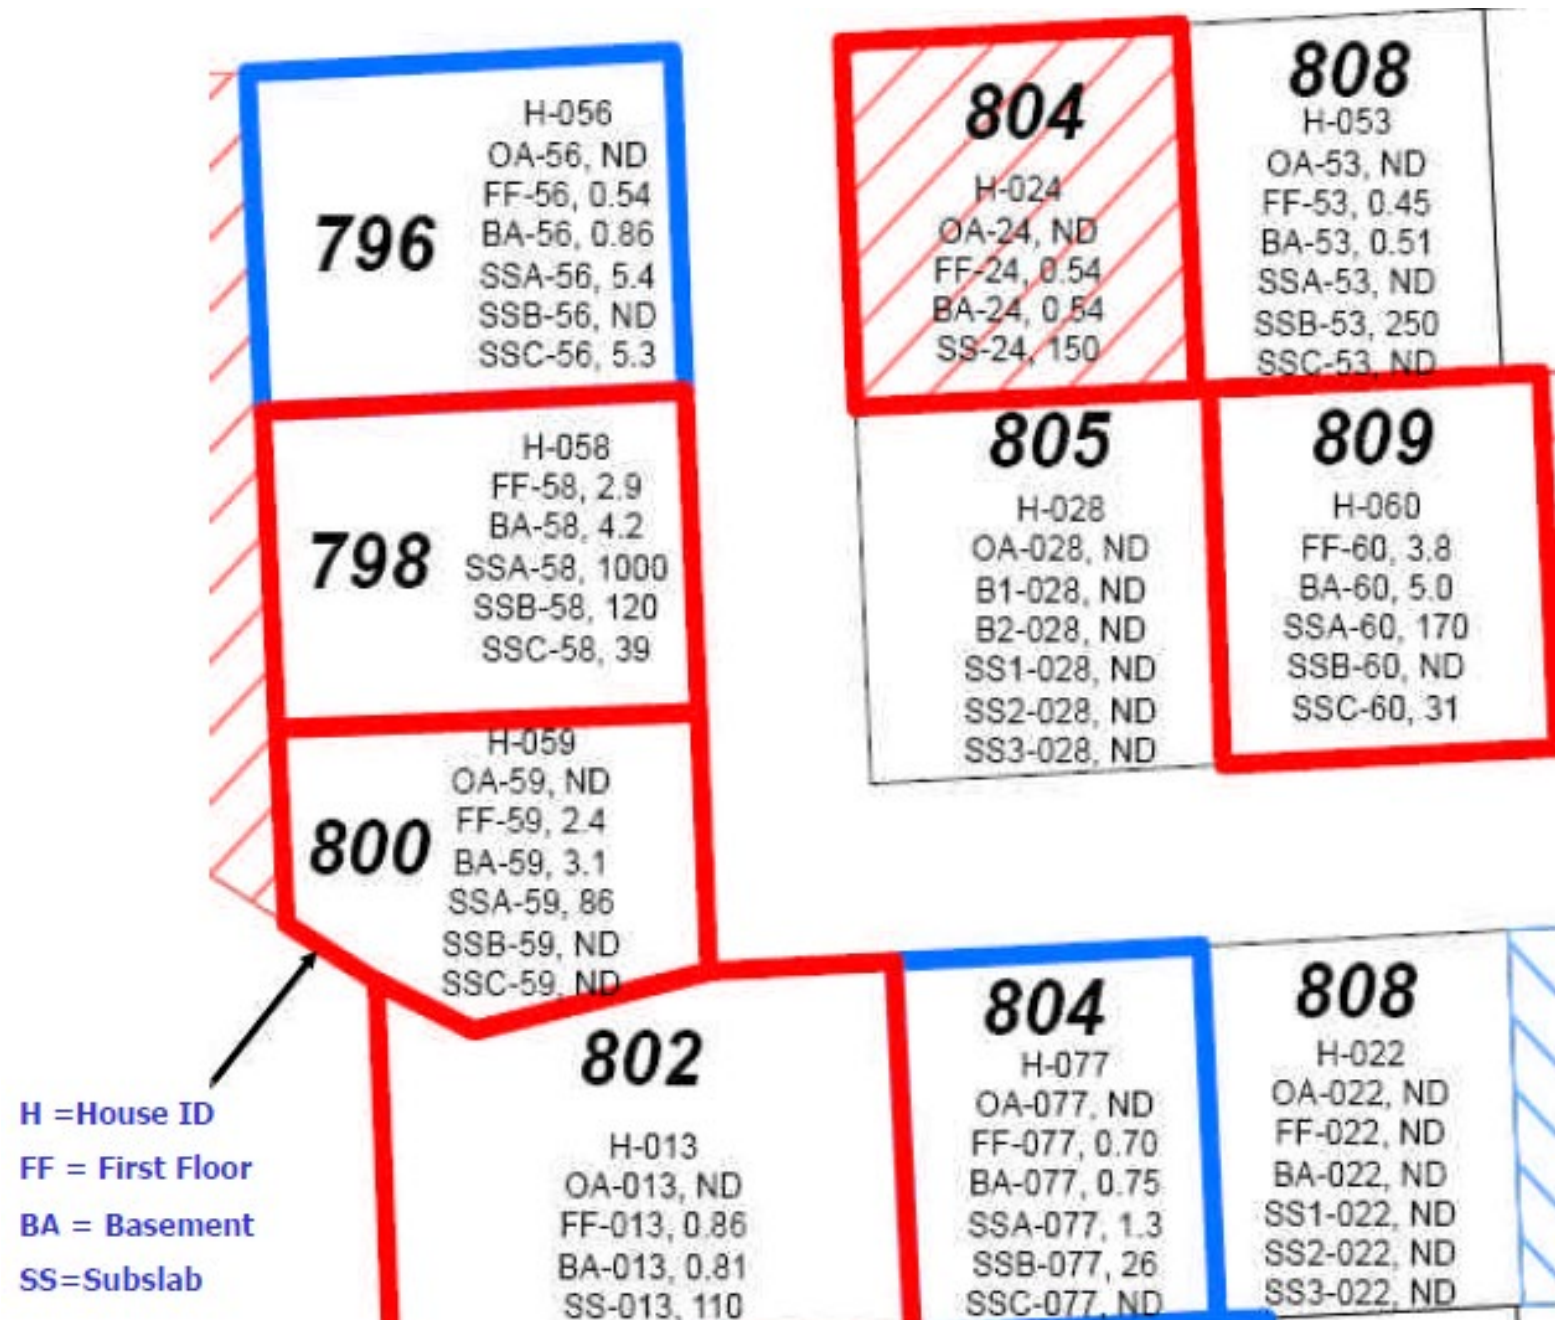 796
H-056
OA-56, ND
FF-56, 0.54
BA-56, 0.86
SSA-56, 5.4
SSB-56, ND
SSC-56, 5.3
804
H-024
OA-24, ND
FF-24, 0.54
BA-24, 0.54
SS-24, 150
808
H-053
OA-53, ND
FF-53, 0.45
BA-53, 0.51
SSA-53, ND
SSB-53, 250
SSC-53, ND
798
H-058
FF-58, 2.9
BA-58, 4.2
SSA-58, 1000
SSB-58, 120
SSC-58, 39
805
H-028
OA-028, ND
B1-028, ND
B2-028, ND
SS1-028, ND
SS2-028, ND
SS3-028, ND
809
H-060
FF-60, 3.8
BA-60, 5.0
SSA-60, 170
SSB-60, ND
SSC-60, 31
800
H-059
OA-59, ND
FF-59, 2.4
BA-59, 3.1
SSA-59, 86
SSB-59, ND
SSC-59, ND
802
H-013
OA-013, ND
FF-013, 0.86
BA-013, 0.81
SS-013, 110
804
H-077
OA-077, ND
FF-077, 0.70
BA-077, 0.75
SSA-077, 1.3
SSB-077, 26
SSC-077, ND
808
H-022
OA-022, ND
FF-022, ND
BA-022, ND
SS1-022, ND
SS2-022, ND
SS3-022, ND
H =House ID
FF = First Floor
BA = Basement
SS=Subslab